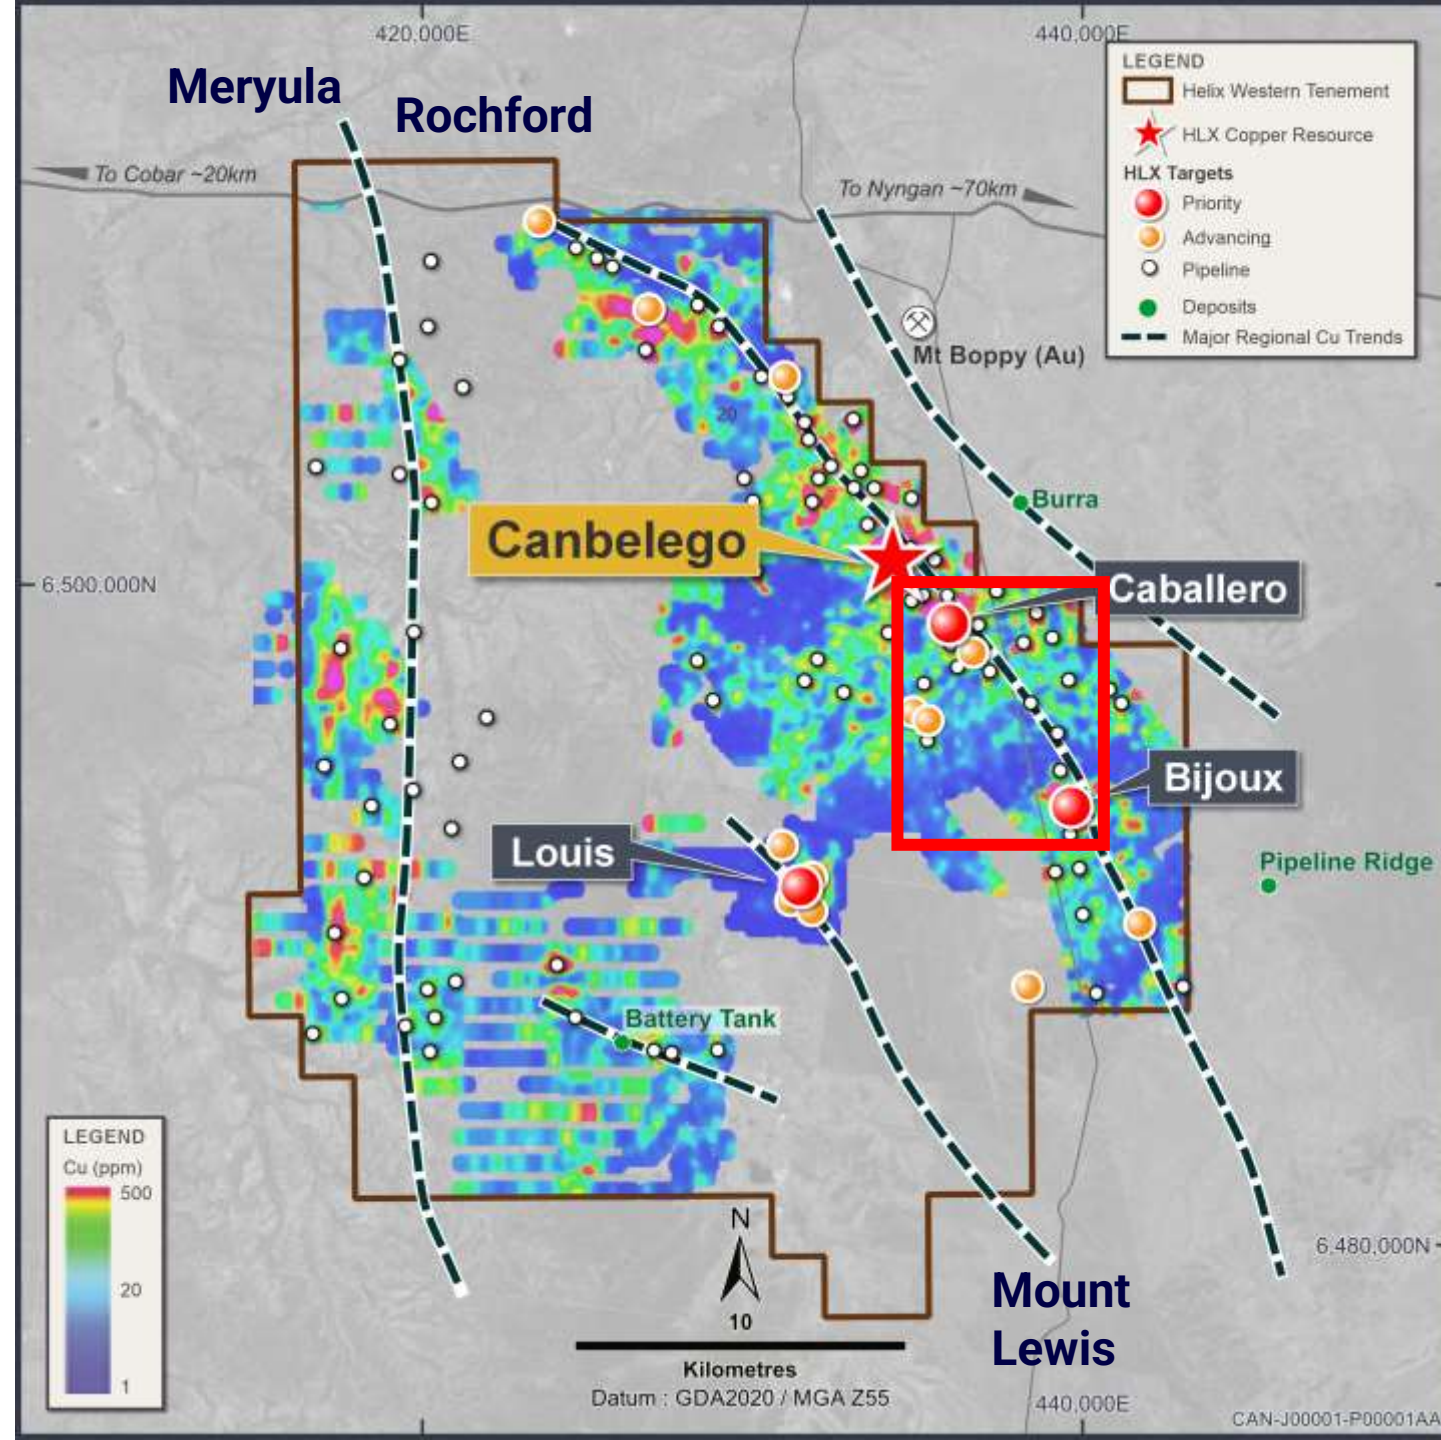 420,000E
440,000E
Meryula
Rochford
To Cobar ~20km
To Nyngan ~70km
LEGEND
Helix Western Tenement
HLX Copper Resource
HLX Targets
Priority
Advancing
Pipeline
Deposits
Major Regional Cu Trends
Mt Boppy (Au)
20
Burra
Canbelego
6,500,000N
Caballero
Bijoux
Louis
Pipeline Ridge
Battery Tank
LEGEND
Cu (ppm)
500
20
1
N
10
Kilometres
Datum : GDA2020 / MGA Z55
6,480,000N
Mount
Lewis
440,000E
CAN-J00001-P00001AA